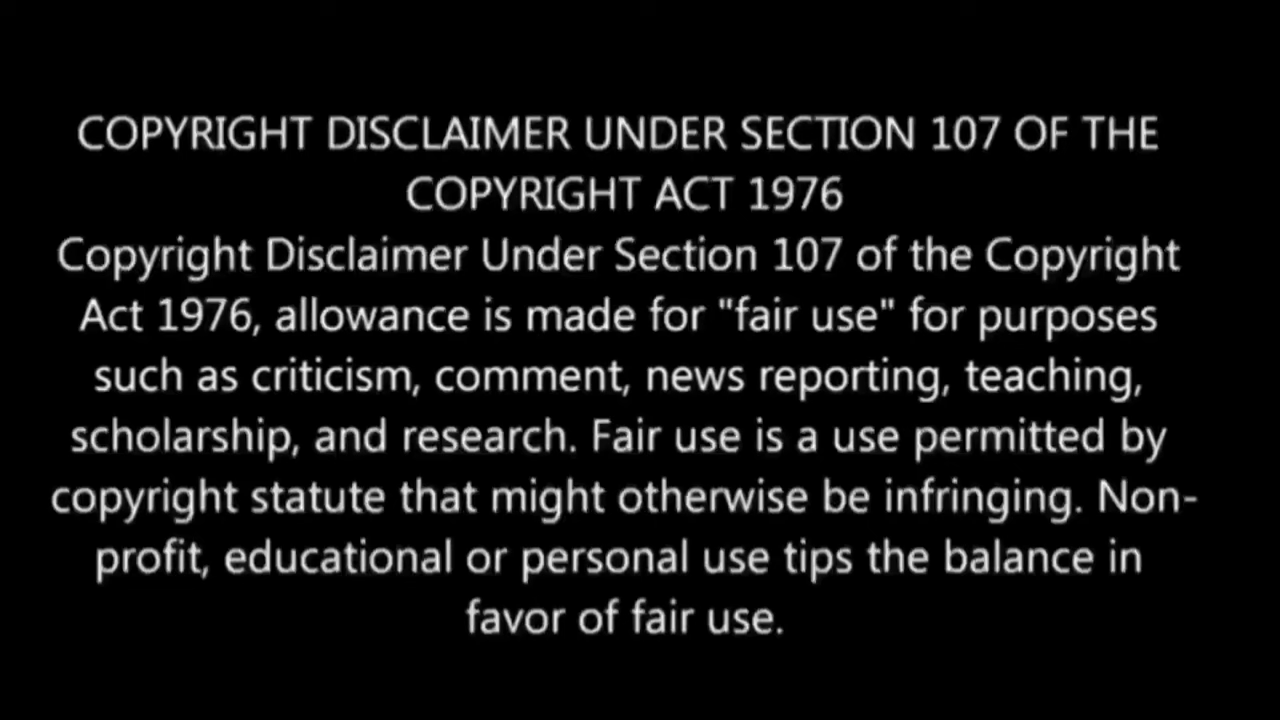 COPYRIGHT DISCLAIMER UNDER SECTION 107 OF THE
COPYRIGHT ACT 1976
Copyright Disclaimer Under Section 107 of the Copyright
Act 1976, allowance is made for "fair use" for purposes
such as criticism, comment, news reporting, teaching,
scholarship, and research. Fair use is a use permitted by
copyright statute that might otherwise be infringing. Non-
profit, educational or personal use tips the balance in
favor of fair use.